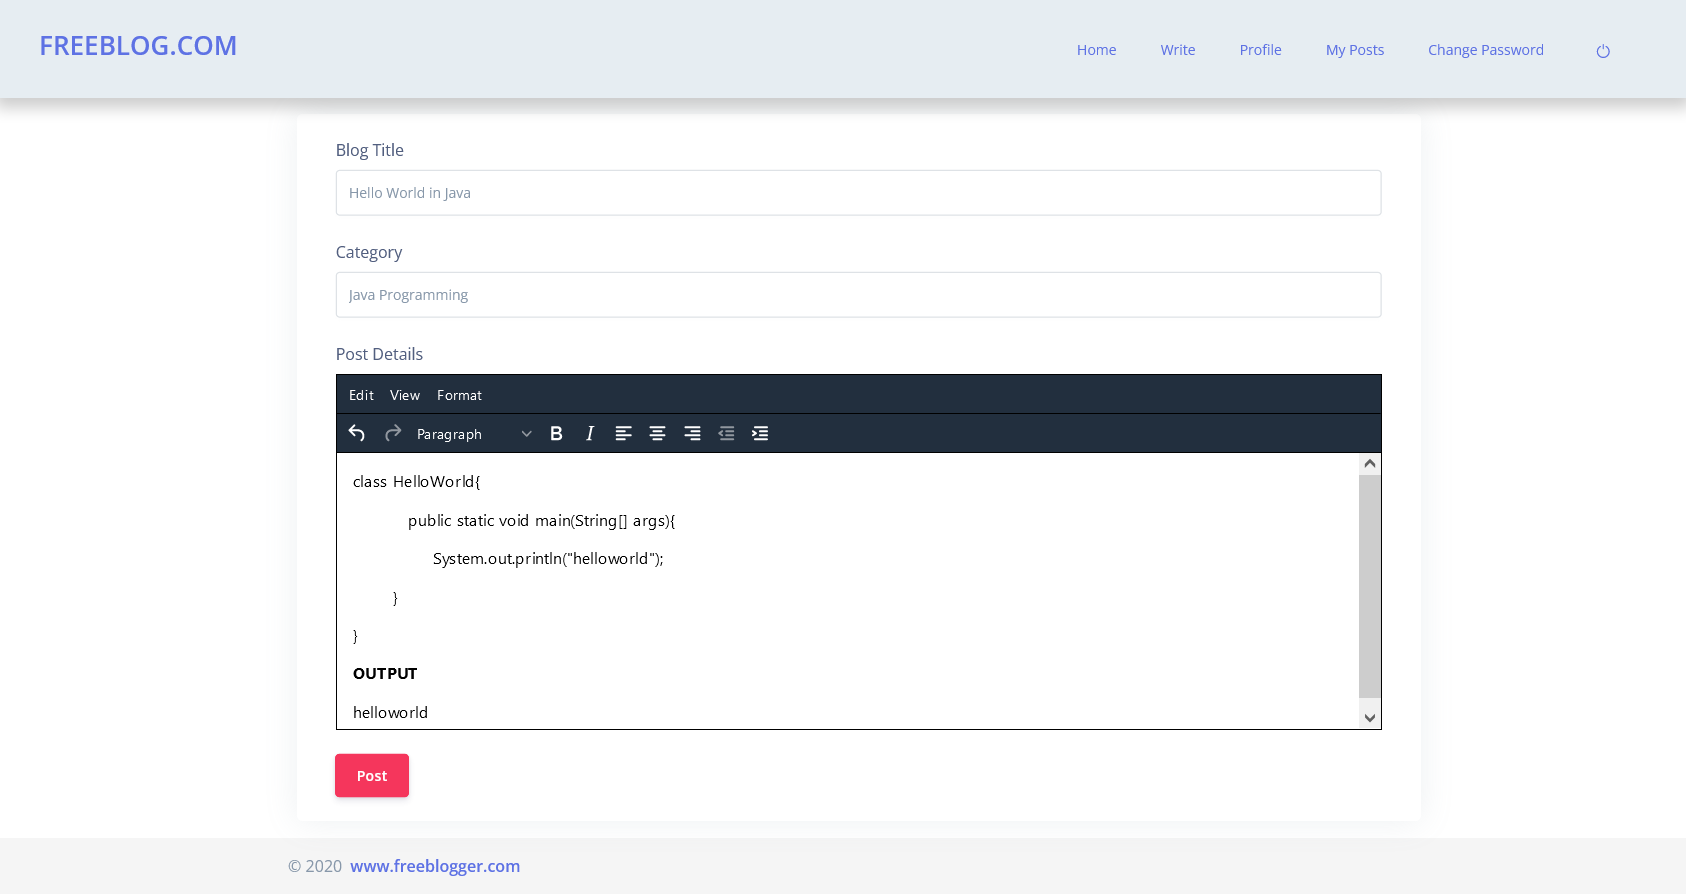 FREEBLOG.COM
Home Write Profile My Posts Change Password
Blog Title
Hello World in Java
Category
Java Programming
Post Details
Edit View Format
Paragraph B I
class HelloWorld{
public static void main(String[] args){
System.out.println("helloworld");
}
}
OUTPUT
helloworld
Post
© 2020 www.freeblogger.com